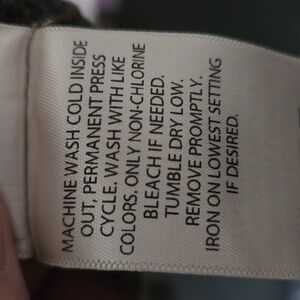 MACHINE WASH COLD INSIDE
OUT, PERMANENT PRESS
CYCLE. WASH WITH LIKE
COLORS. ONLY NON-CHLORINE
BLEACH IF NEEDED.
TUMBLE DRY LOW.
REMOVE PROMPTLY.
IRON ON LOWEST SETTING
IF DESIRED.